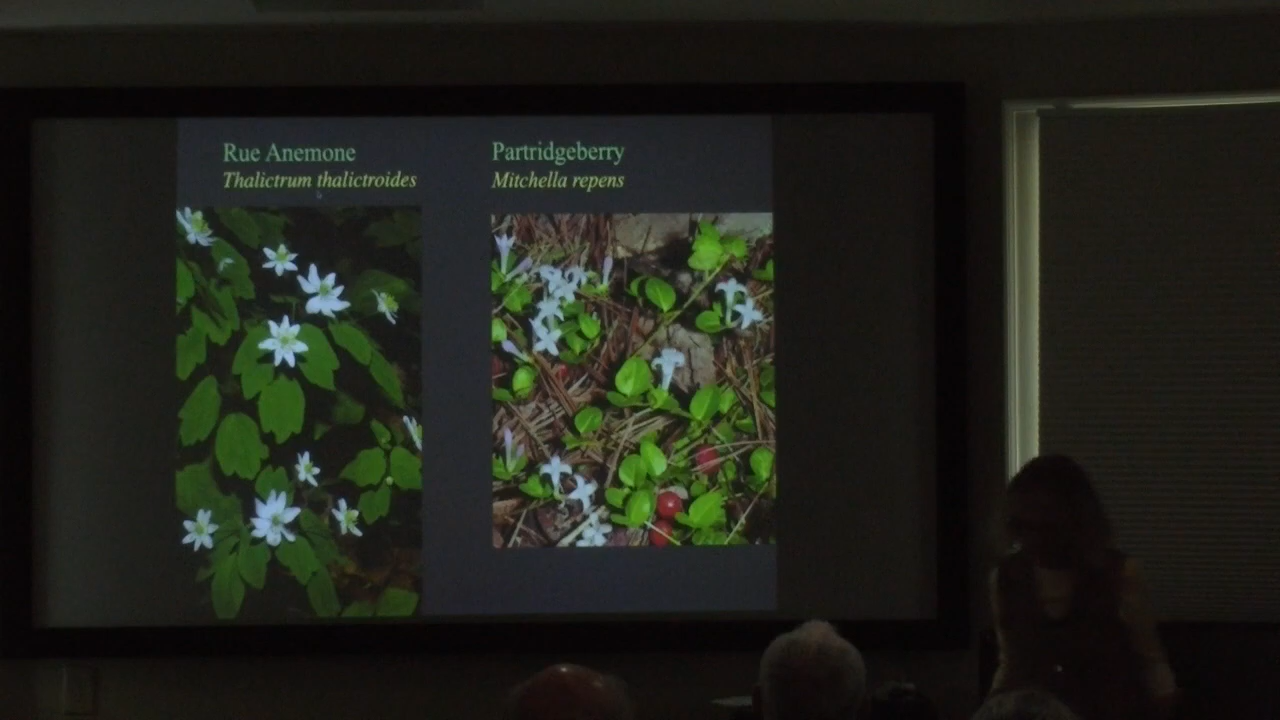 Rue Anemone
Thalictrum thalictroides
Partridgeberry
Mitchella repens